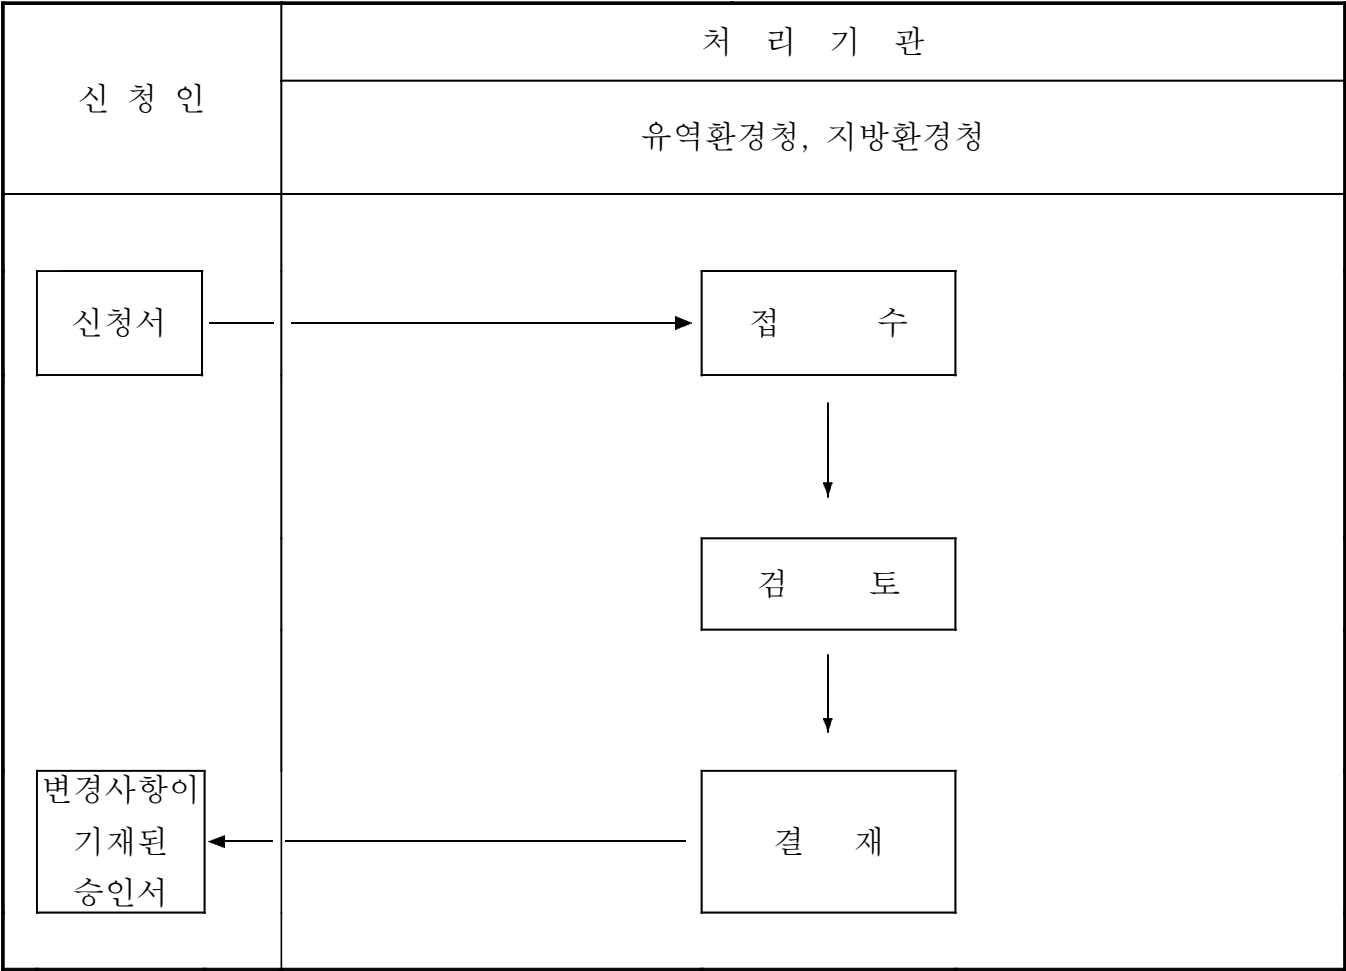 신 청 인
처 리 기 관
유역환경청, 지방환경청
신청서
접 수
검 토
변경사항이
기재된
승인서
결 재